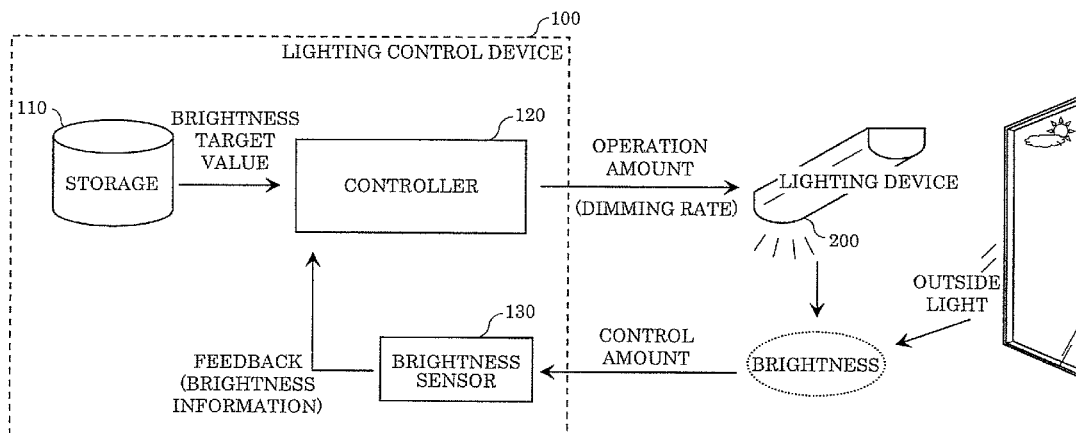 100
LIGHTING CONTROL DEVICE
110
BRIGHTNESS
TARGET
VALUE
120
STORAGE
CONTROLLER
OPERATION
AMOUNT
(DIMMING RATE)
LIGHTING DEVICE
200
OUTSIDE
LIGHT
130
FEEDBACK
(BRIGHTNESS
INFORMATION)
BRIGHTNESS
SENSOR
CONTROL
AMOUNT
BRIGHTNESS